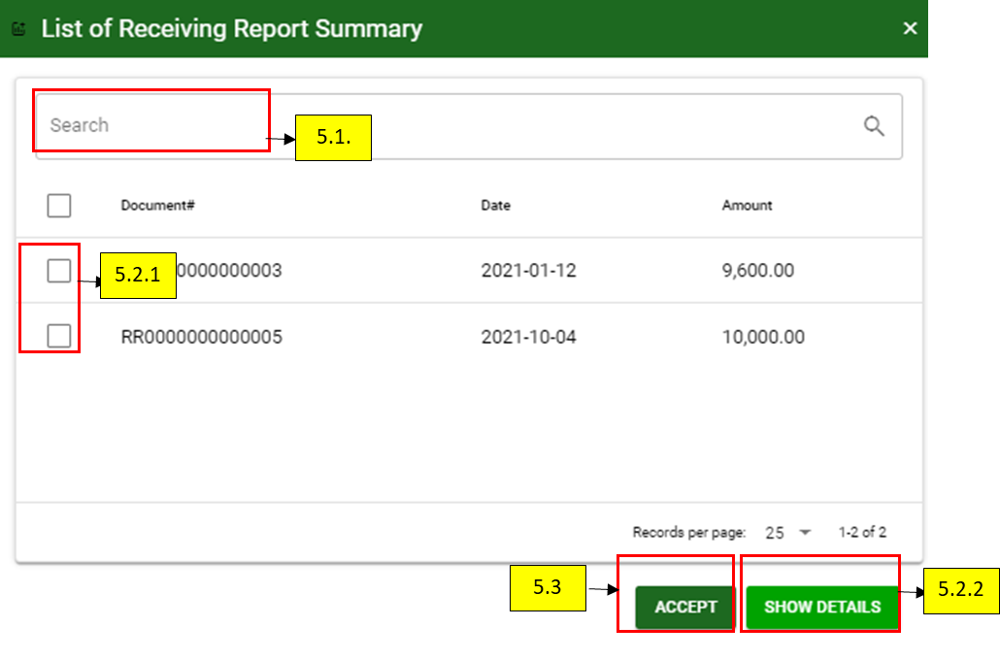 List of Receiving Report Summary
Search
5.1.
Document# Date Amount
5.2.1 0000000003 2021-01-12 9,600.00
RR0000000000005 2021-10-04 10,000.00
Records per page: 25 1-2 of 2
5.3 ACCEPT SHOW DETAILS 5.2.2